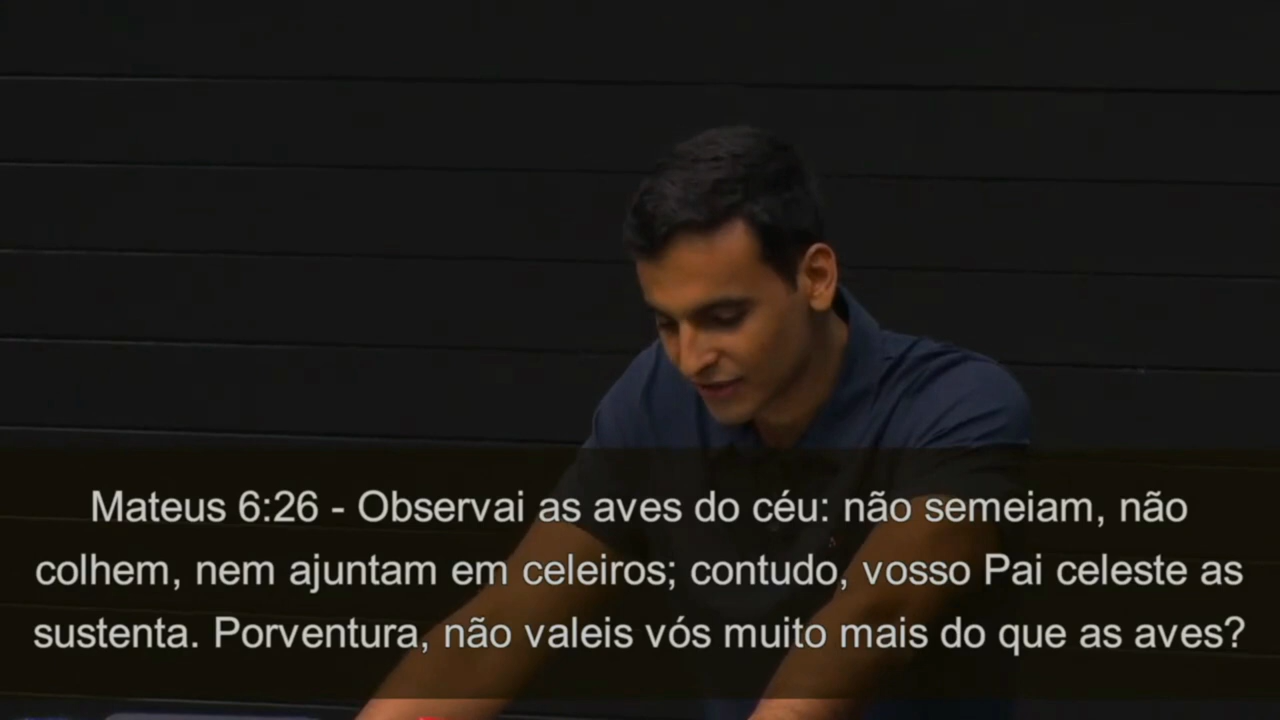 Mateus 6:26 - Observai as aves do céu: não semeiam, não
colhem, nem ajuntam em celeiros; contudo, vosso Pai celeste as
sustenta. Porventura, não valeis vós muito mais do que as aves?